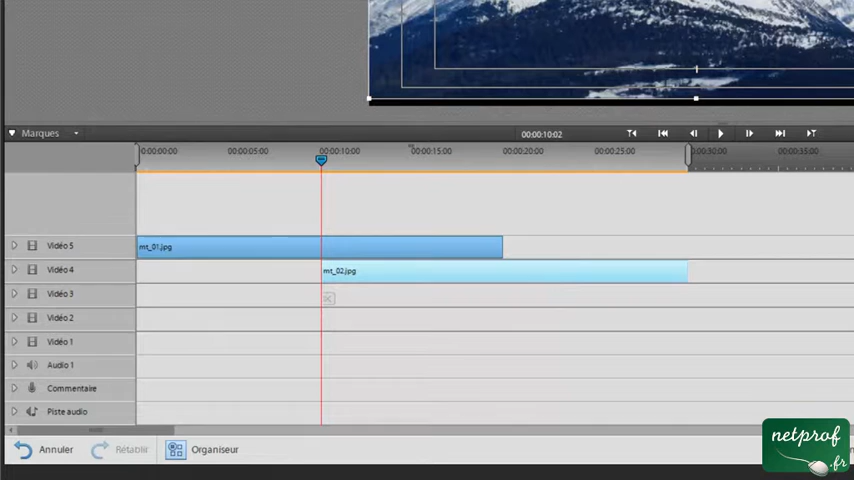 Marques
00:00:10:02
0:00:00:00 00:00:05:00 00:00:10:00 00:00:15:00 00:00:20:00 00:00:25:00 00:00:30:00 00:00:35:00
Vidéo 5
mt_01.jpg
Vidéo 4
mt_02.jpg
Vidéo 3
Vidéo 2
Vidéo 1
Audio 1
Commentaire
Piste audio
Annuler Rétablir Organiseur
netprof
.fr